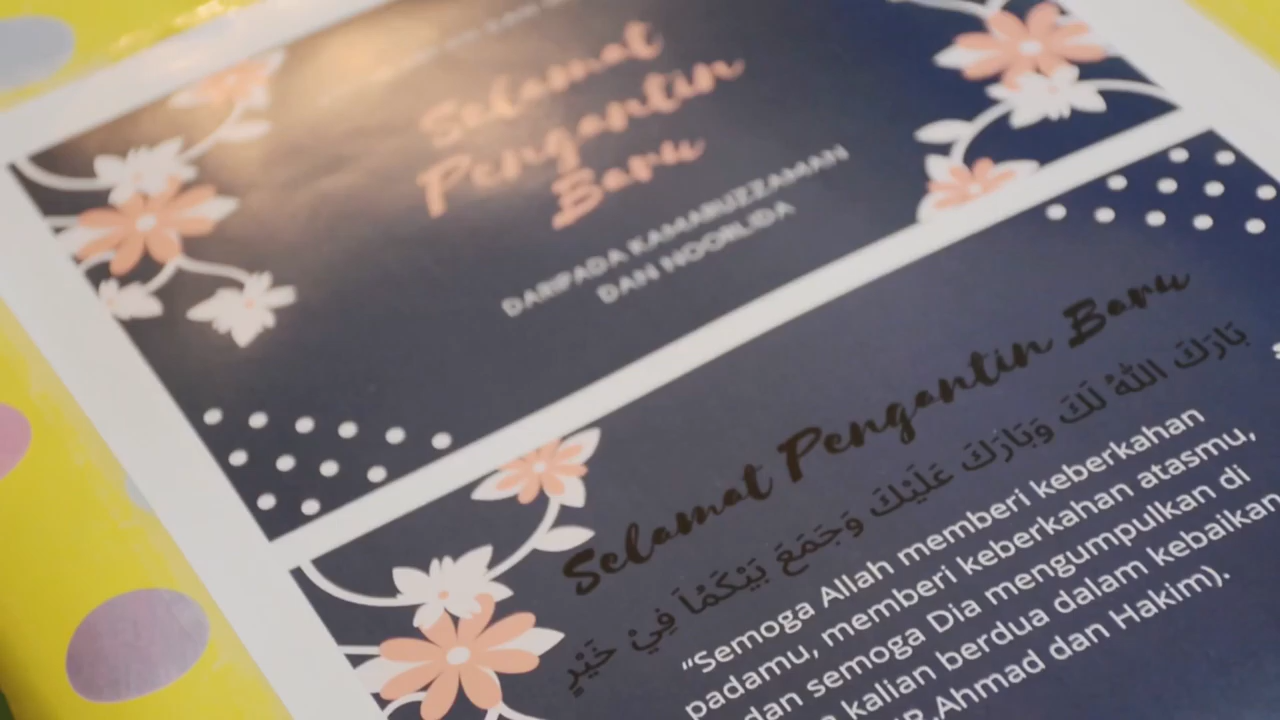 Selamat
Pengantin
Baru
DARIPADA KAMARUZZAMAN
DAN NOORLIDA
Selamat Pengantin Baru
بَارَكَ اللهُ لَكَ وَبَارَكَ عَلَيْكَ وَجَمَعَ بَيْكَمُاَ فِيْ خَيْرٍ
“Semoga Allah memberi keberkahan
padamu, memberi keberkahan atasmu,
dan semoga Dia mengumpulkan di
kalian berdua dalam kebaikan
Ahmad dan Hakim).